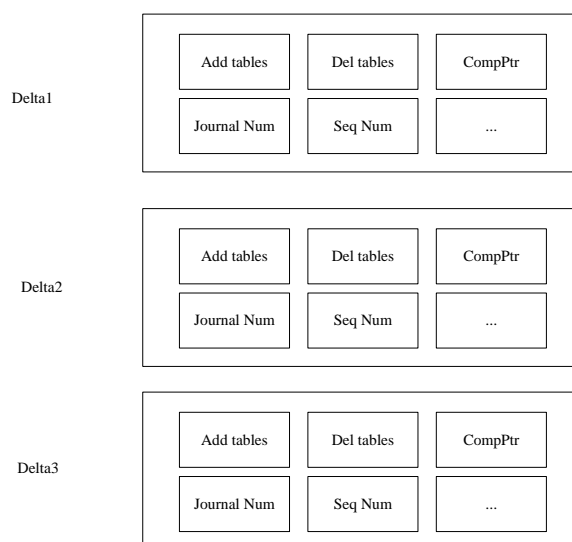 Add tables Del tables CompPtr
Delta1
Journal Num Seq Num ...
Add tables Del tables CompPtr
Delta2
Journal Num Seq Num ...
Add tables Del tables CompPtr
Delta3
Journal Num Seq Num ...